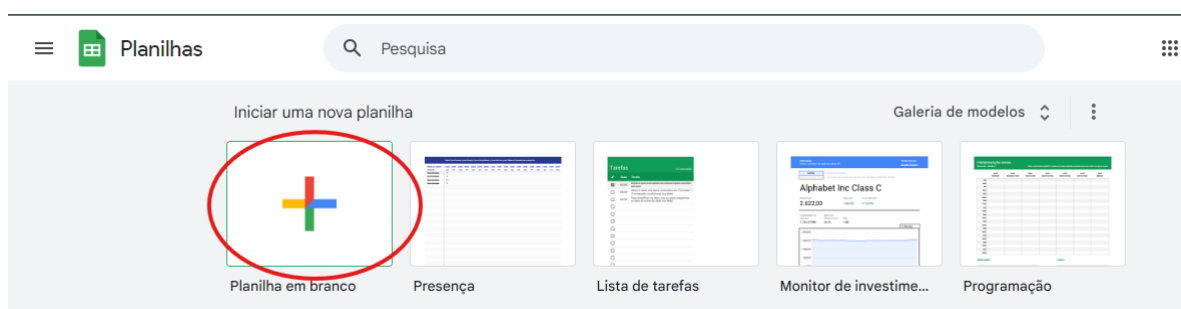 Planilhas
Pesquisa
Iniciar uma nova planilha
Galeria de modelos
Tarefas
Alphabet Inc Class C
2.622,03
Planilha em branco
Presença
Lista de tarefas
Monitor de investime...
Programação